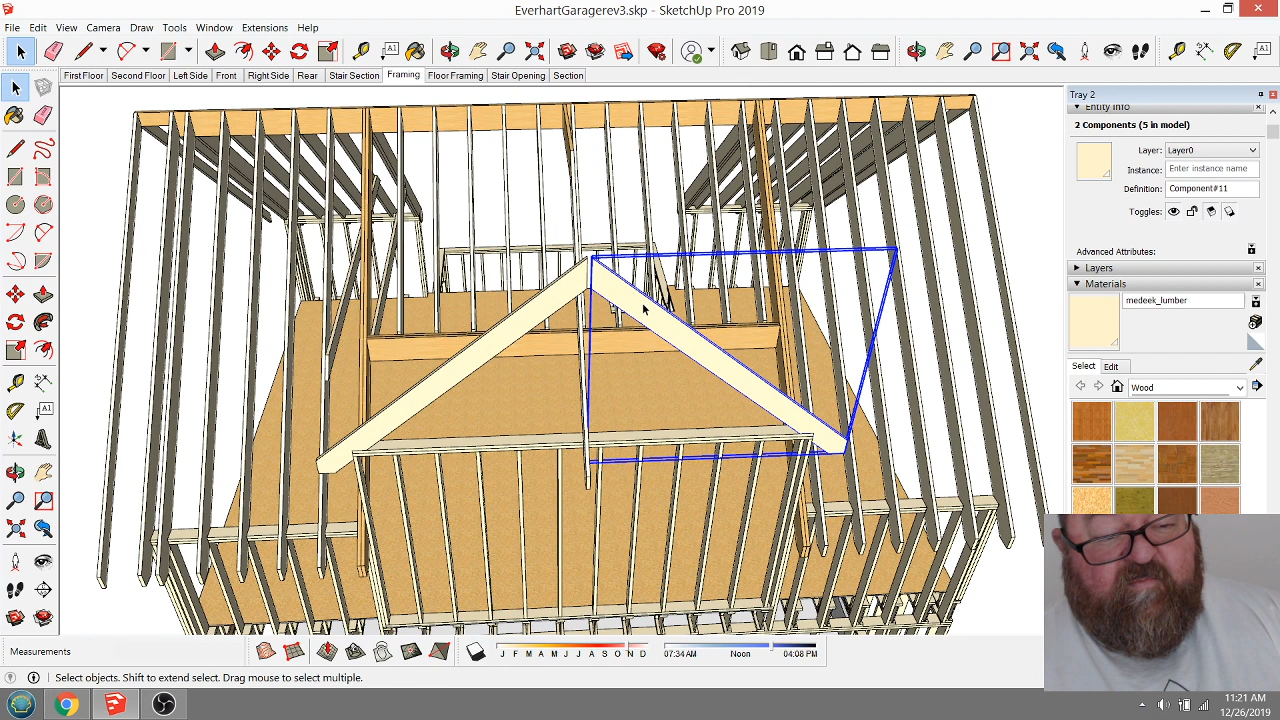 EverhartGaragerev3.skp - SketchUp Pro 2019
File Edit View Camera Draw Tools Window Extensions Help
First Floor Second Floor Left Side Front Right Side Rear Stair Section Framing Floor Framing Stair Opening Section
Tray 2
Entity Info
2 Components (5 in model)
Layer: Layer0
Instance: Enter instance name
Definition: Component#11
Toggles:
Advanced Attributes:
Layers
Materials
medeek_lumber
Select Edit
Wood
Measurements
J F M A M J J A S O N D
07:34 AM Noon 04:08 PM
Select objects. Shift to extend select. Drag mouse to select multiple.
11:21 AM
12/26/2019